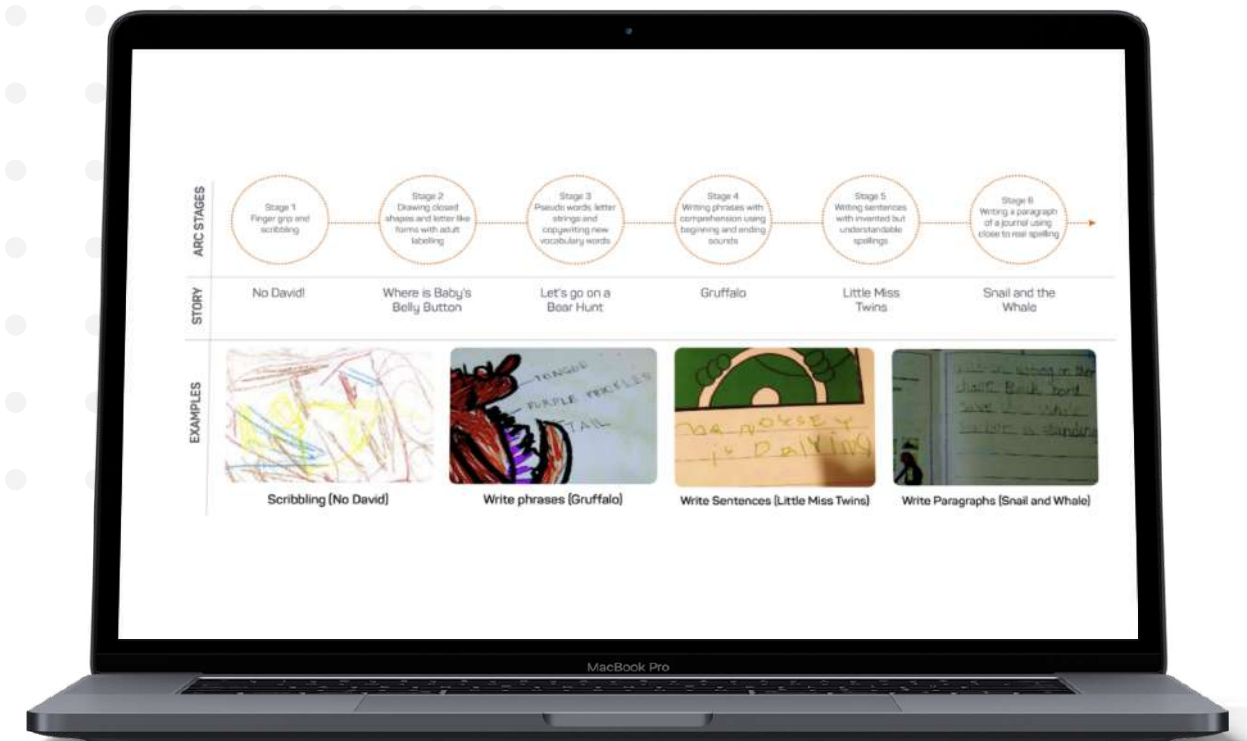 ARC STAGES
Stage 1
Finger grip and
scribbling
Stage 2
Drawing closed
shapes and letter like
forms with adult
labelling
Stage 3
Pseudo words, letter
strings and
copywriting new
vocabulary words
Stage 4
Writing phrases with
comprehension using
beginning and ending
sounds
Stage 5
Writing sentences
with invented but
understandable
spellings
Stage 6
Writing a paragraph
of a journal using
close to real spelling
STORY
No David!
Where is Baby's
Belly Button
Let's go on a
Bear Hunt
Gruffalo
Little Miss
Twins
Snail and the
Whale
EXAMPLES
TONGUE
PURPLE PRICKLES
TAIL
is standing
Scribbling (No David)
Write phrases (Gruffalo)
Write Sentences (Little Miss Twins)
Write Paragraphs (Snail and Whale)
MacBook Pro